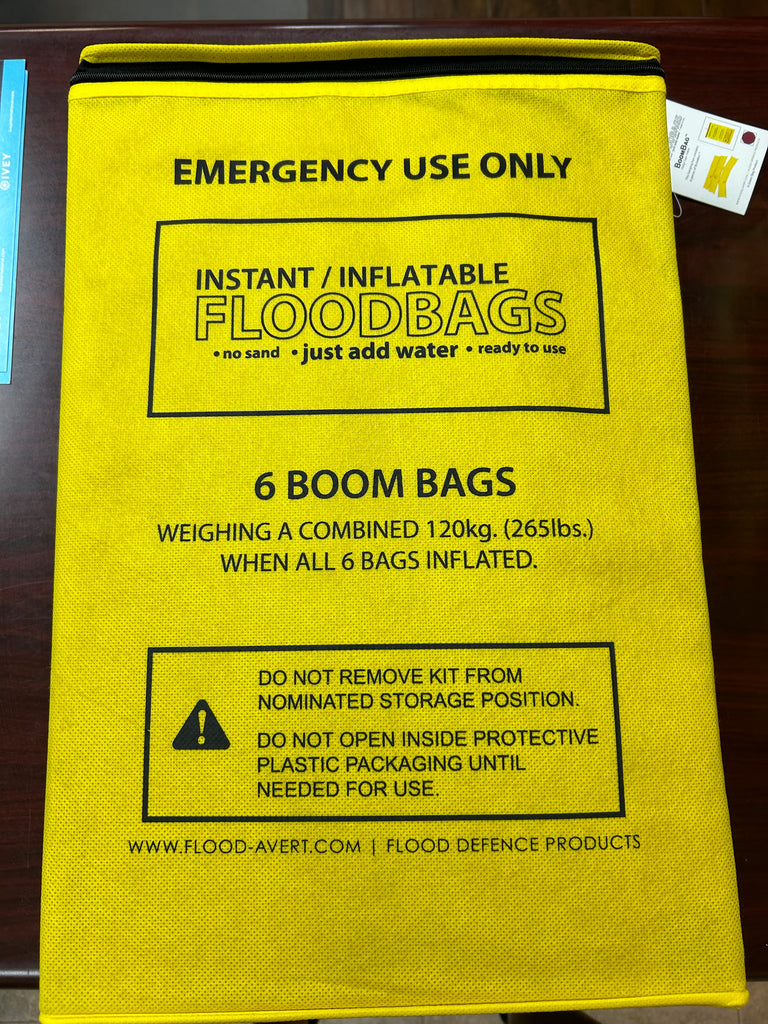 EMERGENCY USE ONLY
INSTANT / INFLATABLE
FLOODBAGS
• no sand • just add water • ready to use
6 BOOM BAGS
WEIGHING A COMBINED 120kg. (265lbs.)
WHEN ALL 6 BAGS INFLATED.
DO NOT REMOVE KIT FROM
NOMINATED STORAGE POSITION.
DO NOT OPEN INSIDE PROTECTIVE
PLASTIC PACKAGING UNTIL
NEEDED FOR USE.
WWW.FLOOD-AVERT.COM | FLOOD DEFENCE PRODUCTS
BOOMBAG™
IVEY